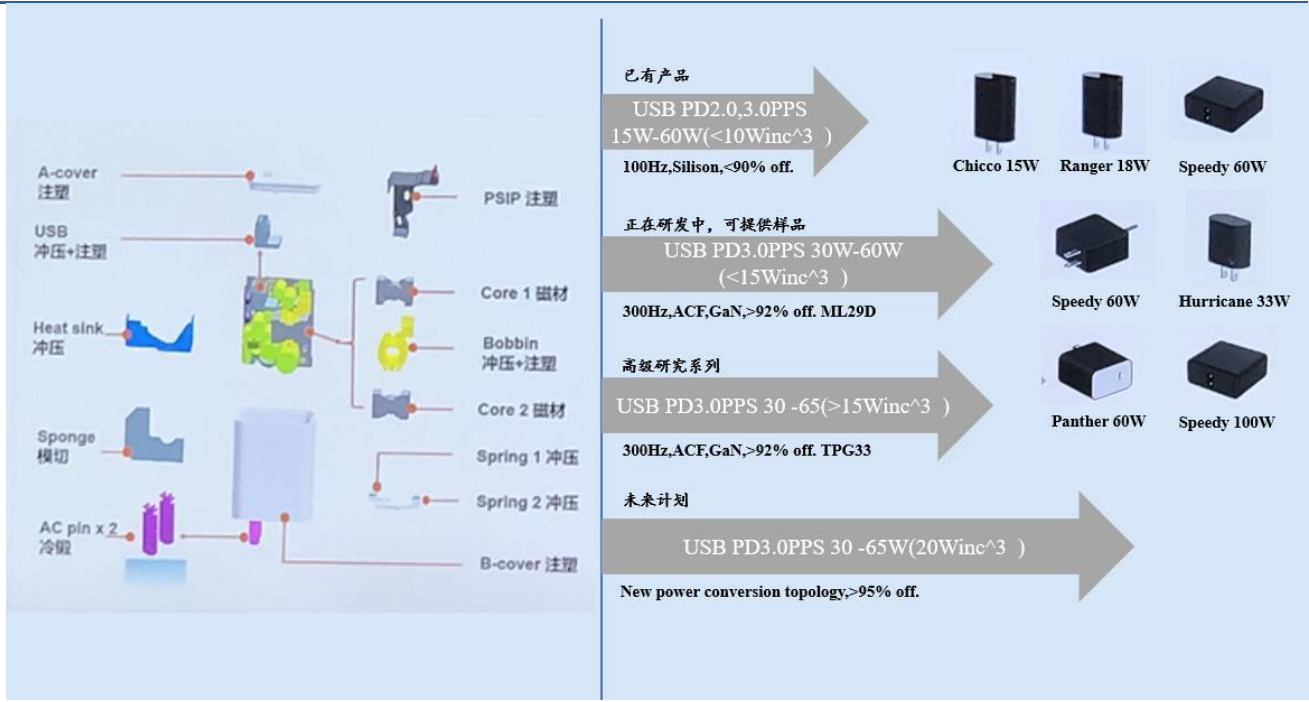 A-cover
注塑
USB
冲压+注塑
Heat sink
冲压
Sponge
模切
AC pin x 2
冷锻
PSIP 注塑
Core 1 磁材
Bobbin
冲压+注塑
Core 2 磁材
Spring 1 冲压
Spring 2 冲压
B-cover 注塑
已有产品
USB PD2.0,3.0PPS
15W-60W(<10Winc^3 )
100Hz,Silison,<90% off.
Chicco 15W
Ranger 18W
Speedy 60W
正在研发中，可提供样品
USB PD3.0PPS 30W-60W
(<15Winc^3 )
300Hz,ACF,GaN,>92% off. ML29D
Speedy 60W
Hurricane 33W
高级研究系列
USB PD3.0PPS 30 -65(>15Winc^3 )
300Hz,ACF,GaN,>92% off. TPG33
Panther 60W
Speedy 100W
未来计划
USB PD3.0PPS 30 -65W(20Winc^3 )
New power conversion topology,>95% off.